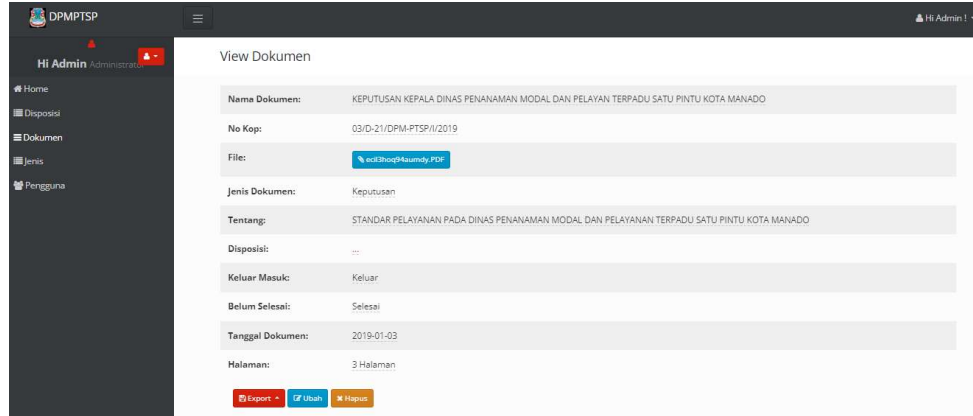 DPMPTSP
Hi Admin !
Hi Admin Administrator
View Dokumen
Home
Disposisi
Dokumen
Jenis
Pengguna
Nama Dokumen: KEPUTUSAN KEPALA DINAS PENANAMAN MODAL DAN PELAYAN TERPADU SATU PINTU KOTA MANADO
No Kop: 03/D-21/DPM-PTSP/I/2019
File: ecil3hoq94aumdy.PDF
Jenis Dokumen: Keputusan
Tentang: STANDAR PELAYANAN PADA DINAS PENANAMAN MODAL DAN PELAYANAN TERPADU SATU PINTU KOTA MANADO
Disposisi: ...
Keluar Masuk: Keluar
Belum Selesai: Selesai
Tanggal Dokumen: 2019-01-03
Halaman: 3 Halaman
Export Ubah Hapus